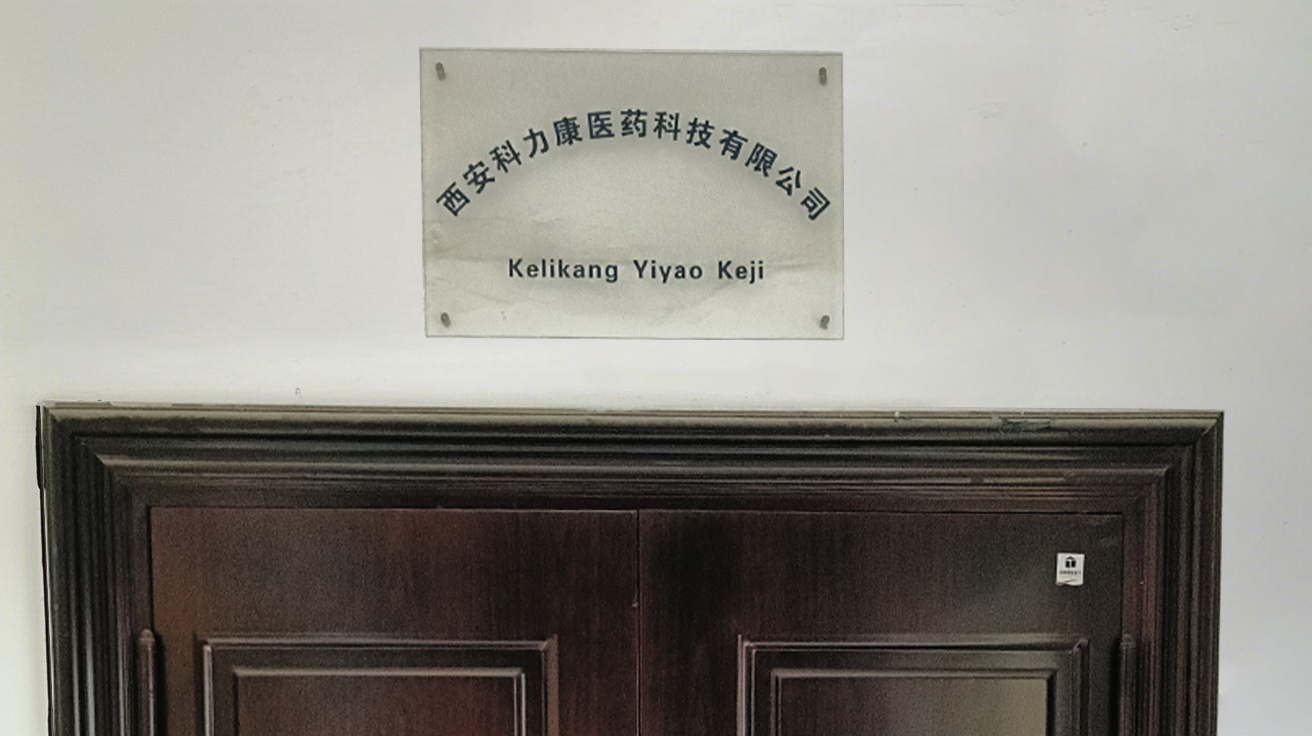 西安科力康医药科技有限公司
Kelikang Yiyao Keji